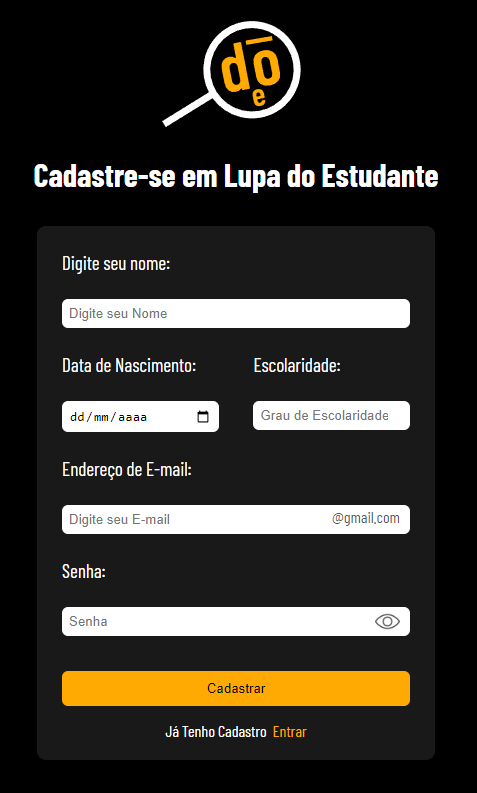 dō
e
Cadastre-se em Lupa do Estudante
Digite seu nome:
Digite seu Nome
Data de Nascimento: Escolaridade:
dd/mm/aaaa Grau de Escolaridade
Endereço de E-mail:
Digite seu E-mail @gmail.com
Senha:
Senha
Cadastrar
Já Tenho Cadastro Entrar